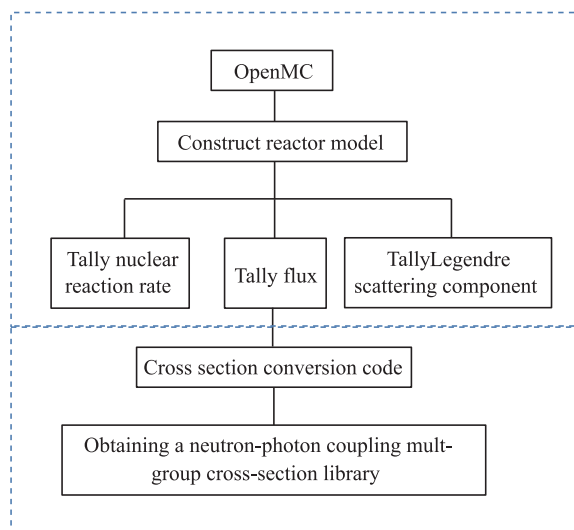 OpenMC
Construct reactor model
Tally nuclear
reaction rate
Tally flux
TallyLegendre
scattering component
Cross section conversion code
Obtaining a neutron-photon coupling mult-
group cross-section library